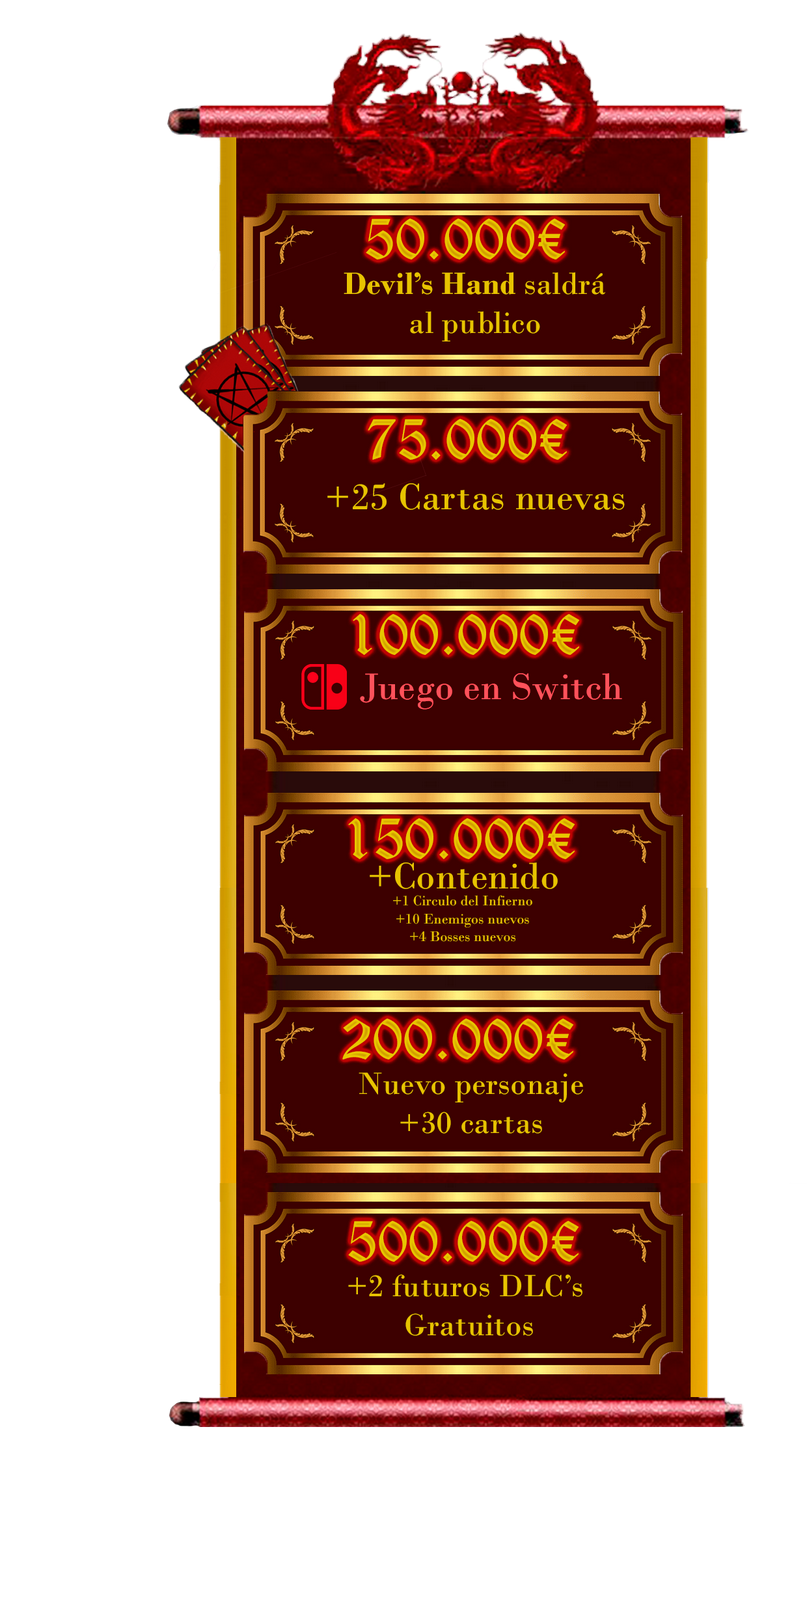 50.000€
Devil's Hand saldrá
al publico
75.000€
+25 Cartas nuevas
100.000€
Juego en Switch
150.000€
+Contenido
+1 Circulo del Infierno
+10 Enemigos nuevos
+4 Bosses nuevos
200.000€
Nuevo personaje
+30 cartas
500.000€
+2 futuros DLC's
Gratuitos